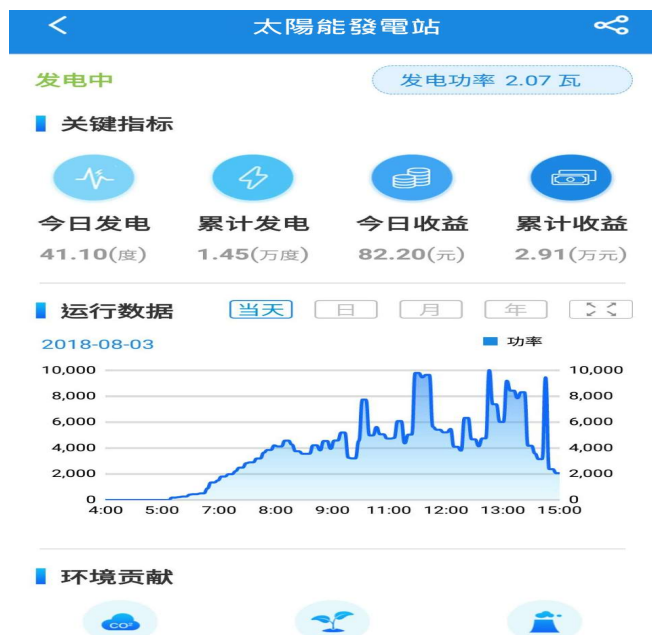 太陽能發電站
发电中 发电功率 2.07 瓦
关键指标
今日发电 累计发电 今日收益 累计收益
41.10(度) 1.45(万度) 82.20(元) 2.91(万元)
运行数据 当天 日 月 年
2018-08-03 功率
10,000 10,000
8,000 8,000
6,000 6,000
4,000 4,000
2,000 2,000
0 0
4:00 5:00 7:00 8:00 9:00 11:00 12:00 13:00 15:00
环境贡献
CO²